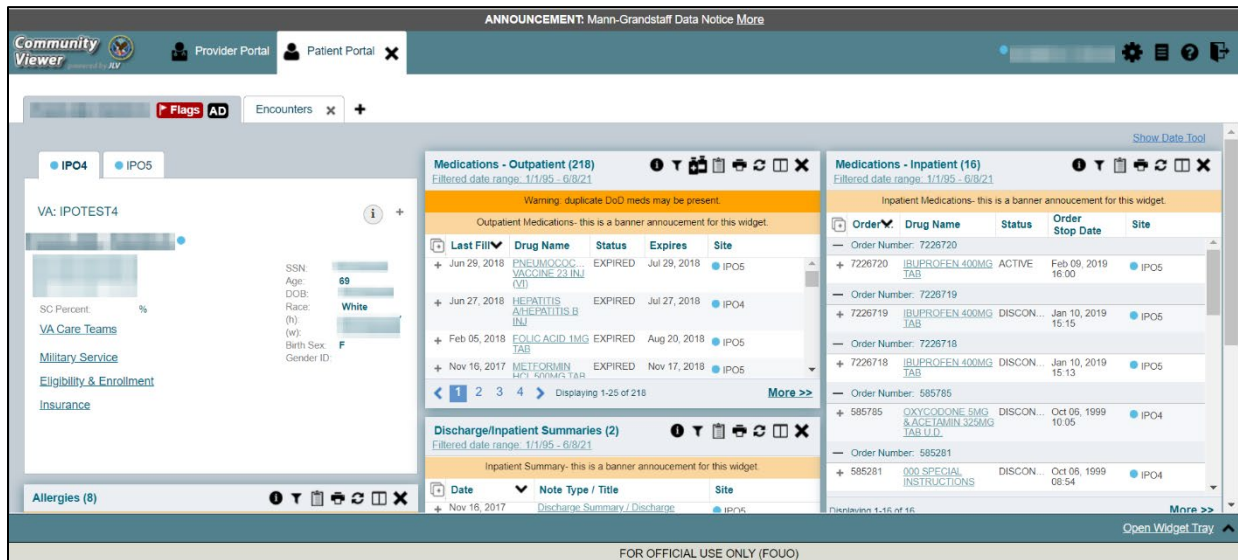 ANNOUNCEMENT: Mann-Grandstaff Data Notice More
Community Viewer powered by JLV
Provider Portal
Patient Portal
Flags AD
Encounters
Show Date Tool
IPO4
IPO5
VA: IPOTEST4
SSN:
Age: 69
DOB:
Race: White
(h):
(w):
Birth Sex: F
Gender ID:
SC Percent: %
VA Care Teams
Military Service
Eligibility & Enrollment
Insurance
Allergies (8)
Medications - Outpatient (218)
Filtered date range: 1/1/95 - 6/8/21
Warning: duplicate DoD meds may be present.
Outpatient Medications- this is a banner annoucement for this widget.
Last Fill Drug Name Status Expires Site
Jun 29, 2018 PNEUMOCOC... EXPIRED Jul 29, 2018 IPO5
VACCINE 23 INJ
(VI)
Jun 27, 2018 HEPATITIS EXPIRED Jul 27, 2018 IPO4
A/HEPATITIS B
INJ
Feb 05, 2018 FOLIC ACID 1MG EXPIRED Aug 20, 2018 IPO5
TAB
Nov 16, 2017 METFORMIN EXPIRED Nov 17, 2018 IPO5
HCL 500MG TAB
1 2 3 4 Displaying 1-25 of 218 More >>
Discharge/Inpatient Summaries (2)
Filtered date range: 1/1/95 - 6/8/21
Inpatient Summary- this is a banner annoucement for this widget.
Date Note Type / Title Site
Nov 16, 2017 Discharge Summary / Discharge IPO5
Medications - Inpatient (16)
Filtered date range: 1/1/95 - 6/8/21
Inpatient Medications- this is a banner annoucement for this widget.
Order Drug Name Status Order Stop Date Site
Order Number: 7226720
7226720 IBUPROFEN 400MG ACTIVE Feb 09, 2019 IPO5
TAB 16:00
Order Number: 7226719
7226719 IBUPROFEN 400MG DISCON... Jan 10, 2019 IPO5
TAB 15:15
Order Number: 7226718
7226718 IBUPROFEN 400MG DISCON... Jan 10, 2019 IPO5
TAB 15:13
Order Number: 585785
585785 OXYCODONE 5MG DISCON... Oct 06, 1999 IPO4
& ACETAMIN 325MG 10:05
TAB U.D.
Order Number: 585281
585281 000 SPECIAL DISCON... Oct 06, 1999 IPO4
INSTRUCTIONS 08:54
Displaying 1-16 of 16 More >>
Open Widget Tray
FOR OFFICIAL USE ONLY (FOUO)